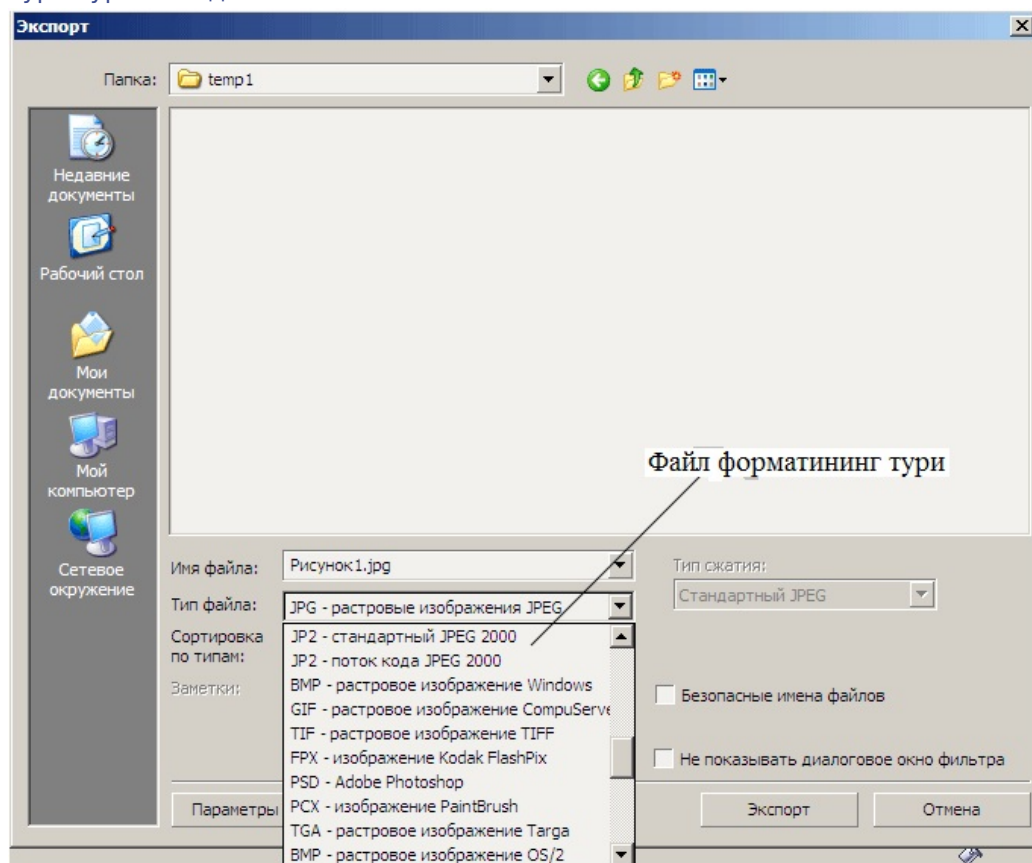 Экспорт
Папка: temp1
Недавние
документы
Рабочий стол
Мои
документы
Мой
компьютер
Сетевое
окружение
Файл форматининг тури
Имя файла: Рисунок1.jpg
Тип сжатия:
Стандартный JPEG
Тип файла: JPG - растровые изображения JPEG
Сортировка
по типам:
Заметки:
JP2 - стандартный JPEG 2000
JP2 - поток кода JPEG 2000
BMP - растровое изображение Windows
GIF - растровое изображение CompuServe
TIF - растровое изображение TIFF
FPX - изображение Kodak FlashPix
PSD - Adobe Photoshop
PCX - изображение PaintBrush
TGA - растровое изображение Targa
BMP - растровое изображение OS/2
Безопасные имена файлов
Не показывать диалоговое окно фильтра
Параметры
Экспорт
Отмена